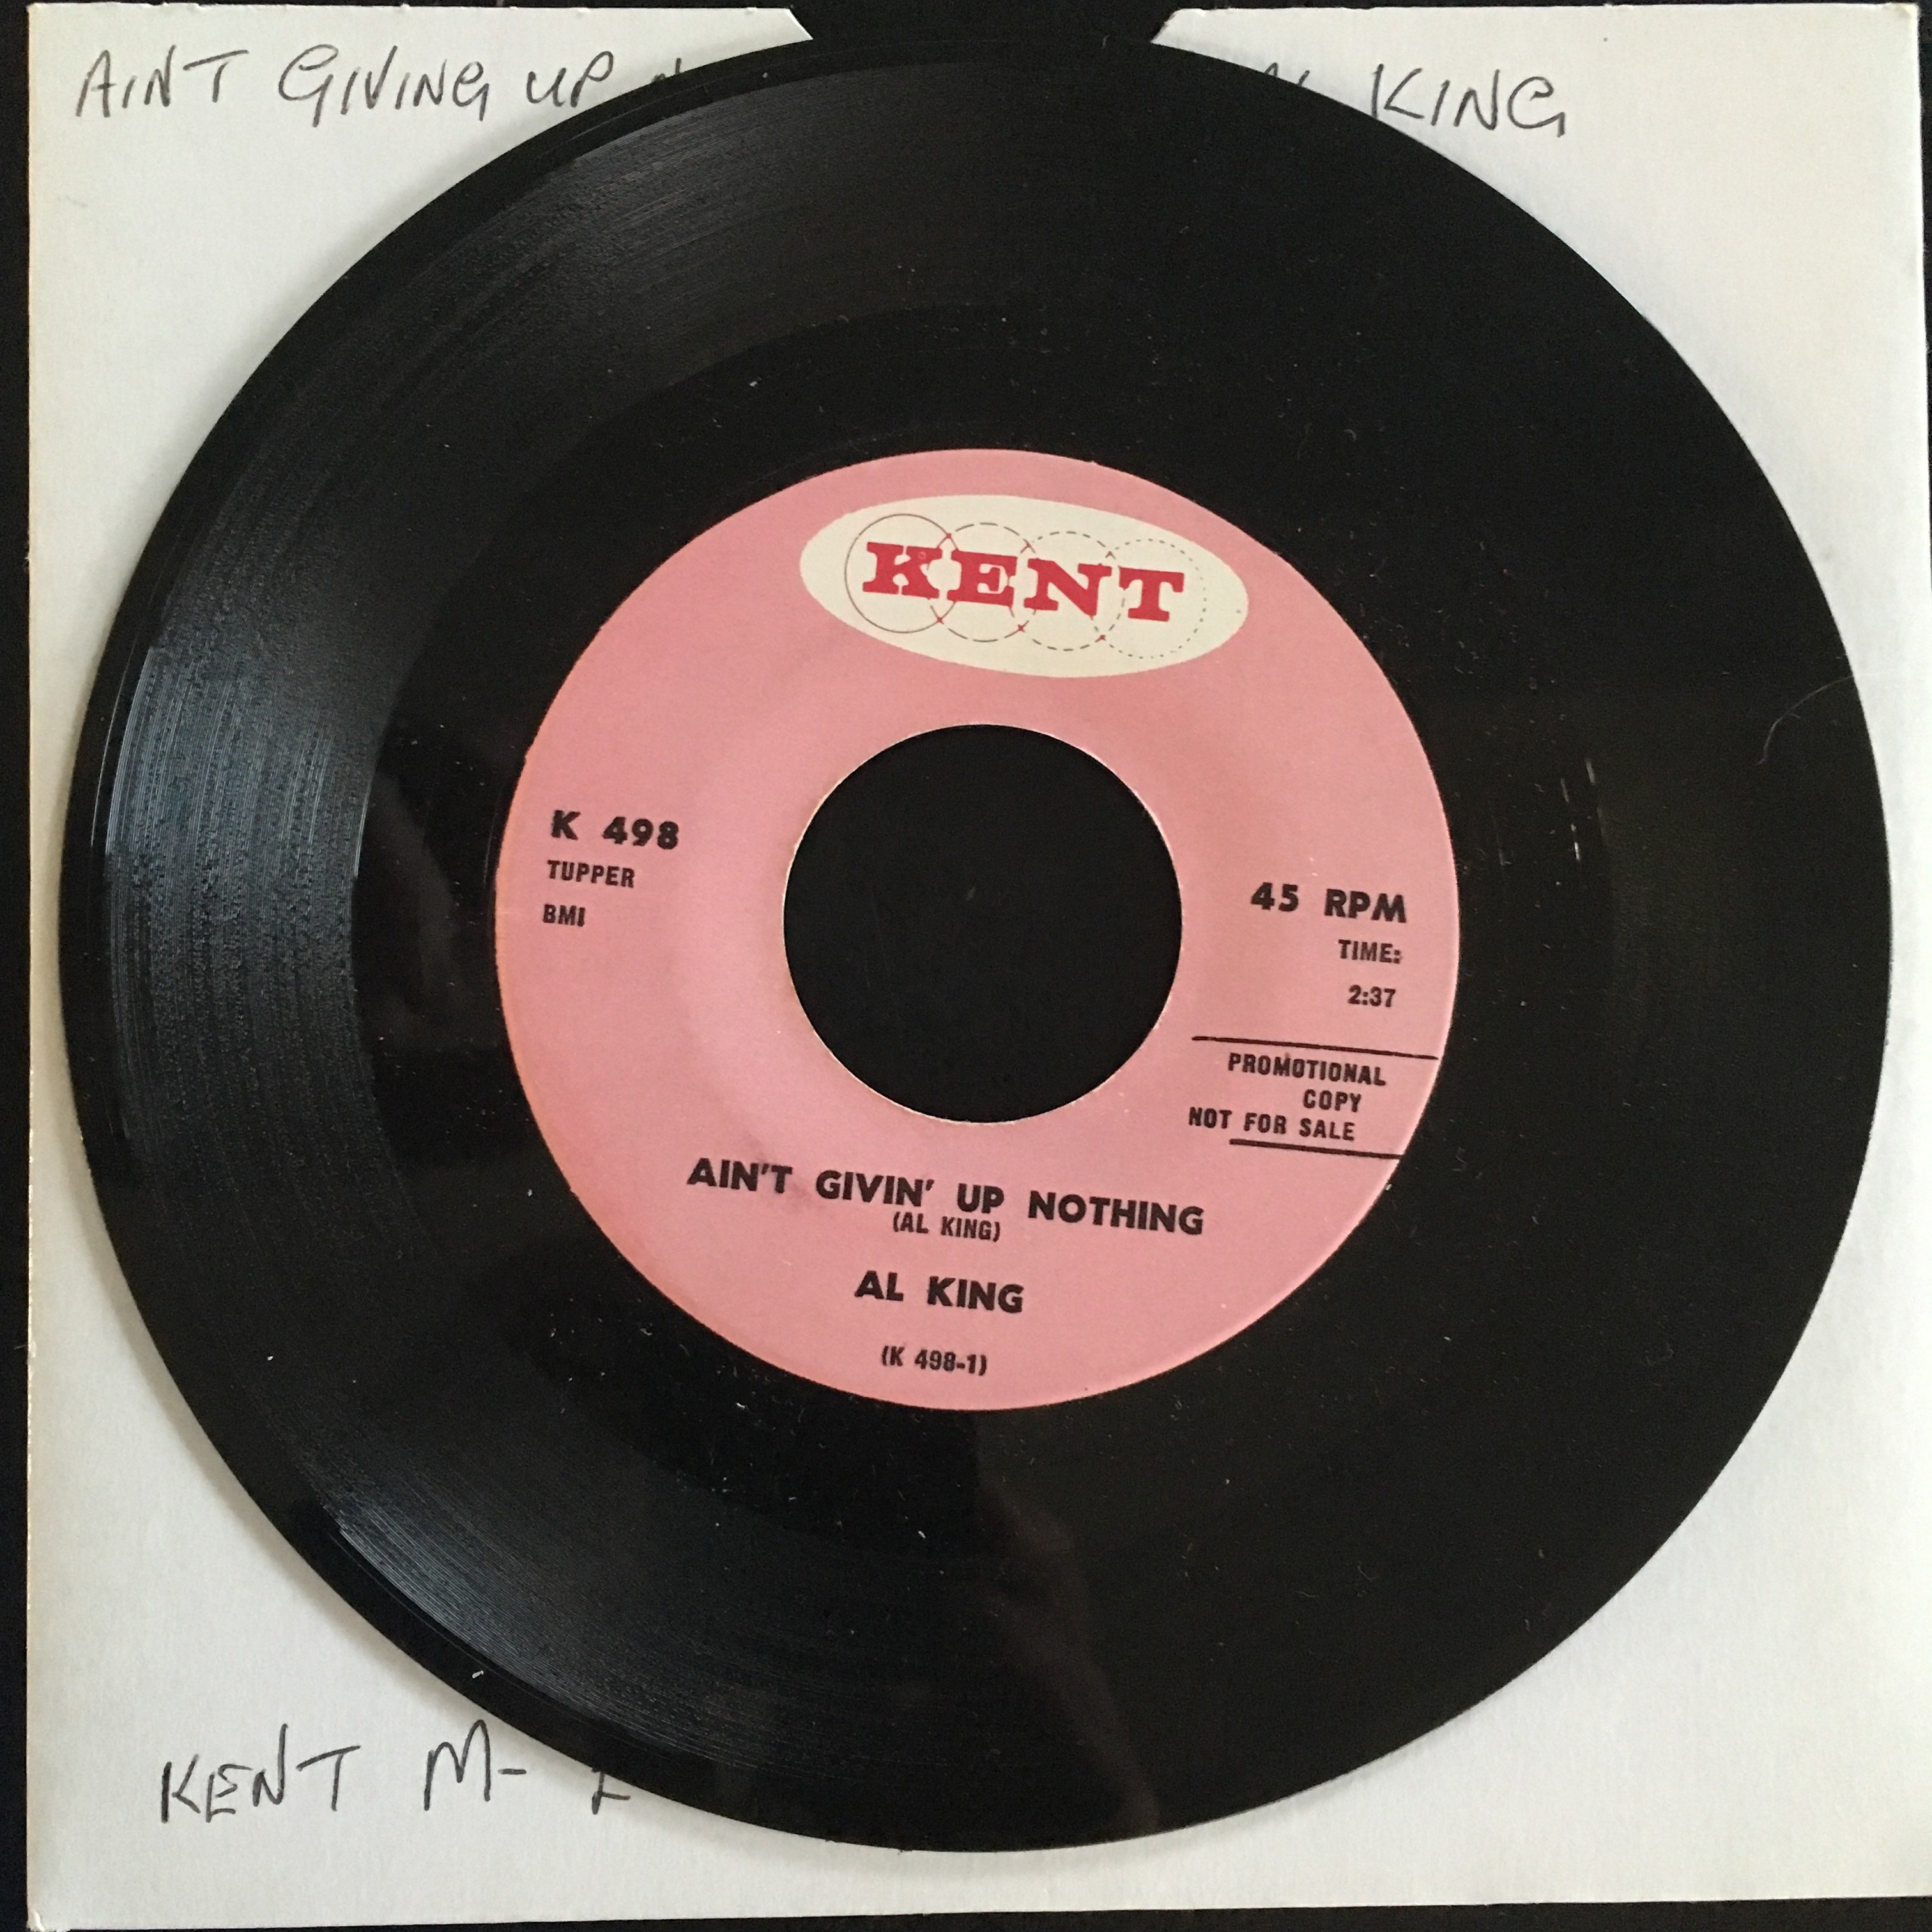 AIN'T GIVING UP
KING
KENT
K 498
TUPPER
BMI
45 RPM
TIME:
2:37
PROMOTIONAL
COPY
NOT FOR SALE
AIN'T GIVIN' UP NOTHING
(AL KING)
AL KING
(K 498-1)
KENT M-